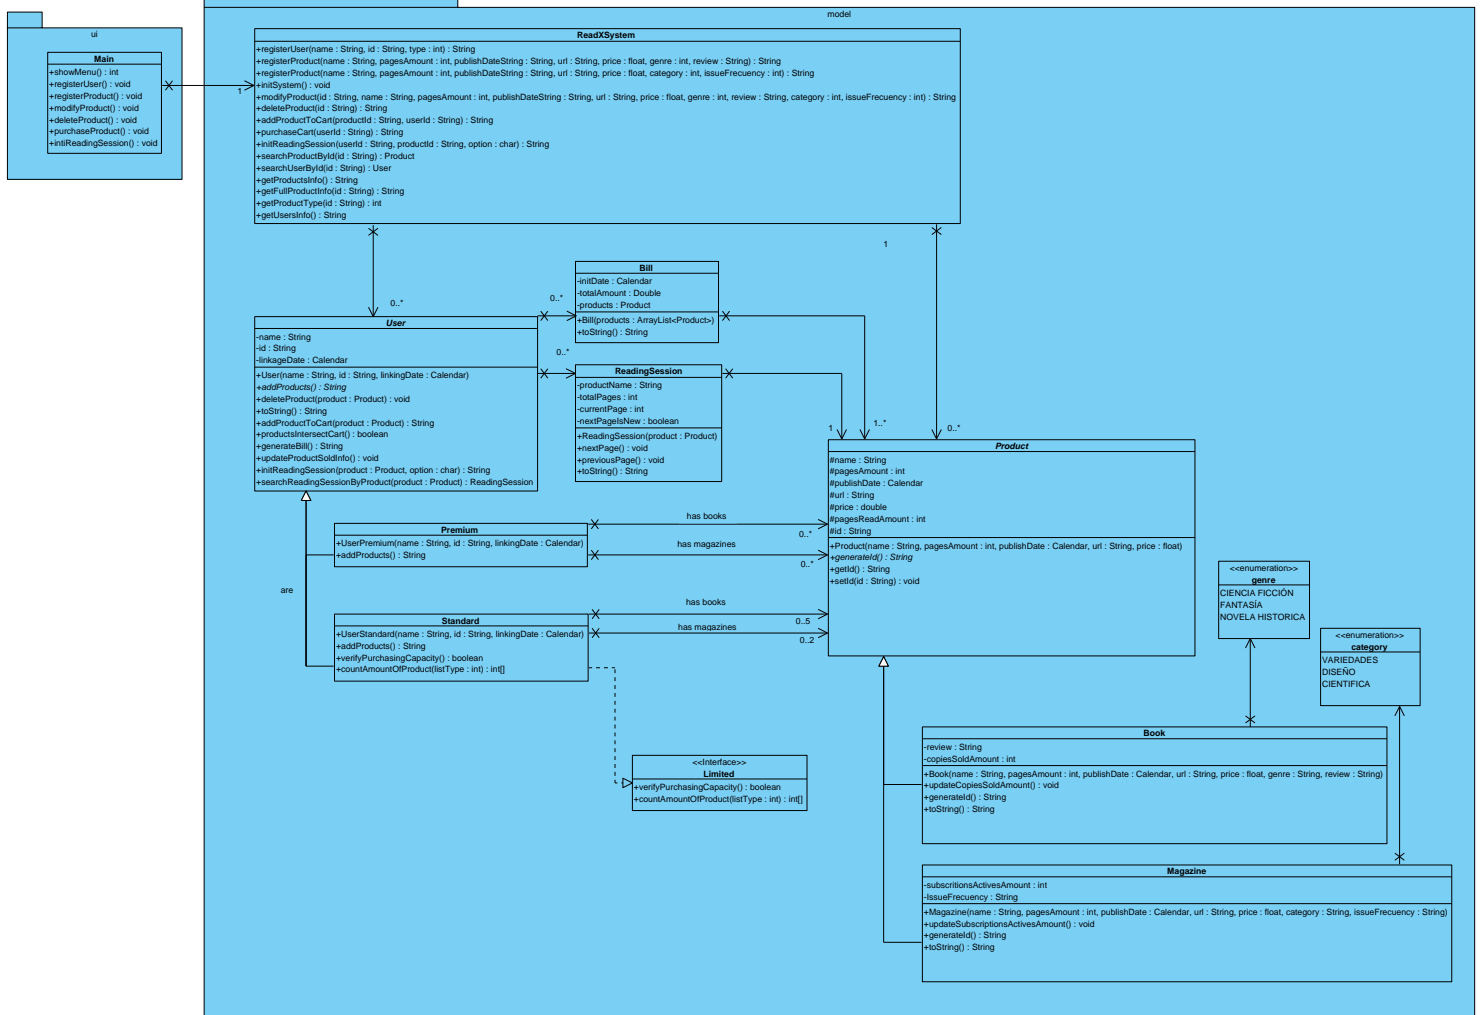 ui
Main
+showMenu() : int
+registerUser() : void
+registerProduct() : void
+modifyProduct() : void
+deleteProduct() : void
+purchaseProduct() : void
+intiReadingSession() : void
1
model
ReadXSystem
+registerUser(name : String, id : String, type : int) : String
+registerProduct(name : String, pagesAmount : int, publishDateString : String, url : String, price : float, genre : int, review : String) : String
+registerProduct(name : String, pagesAmount : int, publishDateString : String, url : String, price : float, category : int, issueFrecuency : int) : String
+initSystem() : void
+modifyProduct(id : String, name : String, pagesAmount : int, publishDateString : String, url : String, price : float, genre : int, review : String, category : int, issueFrecuency : int) : String
+deleteProduct(id : String) : String
+addProductToCart(productId : String, userId : String) : String
+purchaseCart(userId : String) : String
+initReadingSession(userId : String, productId : String, option : char) : String
+searchProductById(id : String) : Product
+searchUserById(id : String) : User
+getProductsInfo() : String
+getFullProductInfo(id : String) : String
+getProductType(id : String) : int
+getUsersInfo() : String
1
0..*
0..*
Bill
-initDate : Calendar
-totalAmount : Double
-products : Product
+Bill(products : ArrayList<Product>)
+toString() : String
User
-name : String
-id : String
-linkageDate : Calendar
+User(name : String, id : String, linkingDate : Calendar)
+addProducts() : String
+deleteProduct(product : Product) : void
+toString() : String
+addProductToCart(product : Product) : String
+productsIntersectCart() : boolean
+generateBill() : String
+updateProductSoldInfo() : void
+initReadingSession(product : Product, option : char) : String
+searchReadingSessionByProduct(product : Product) : ReadingSession
0..*
ReadingSession
-productName : String
-totalPages : int
-currentPage : int
-nextPageIsNew : boolean
+ReadingSession(product : Product)
+nextPage() : void
+previousPage() : void
+toString() : String
1
1..*
0..*
Product
#name : String
#pagesAmount : int
#publishDate : Calendar
#url : String
#price : double
#pagesReadAmount : int
#id : String
+Product(name : String, pagesAmount : int, publishDate : Calendar, url : String, price : float)
+generateId() : String
+getId() : String
+setId(id : String) : void
Premium
+UserPremium(name : String, id : String, linkingDate : Calendar)
+addProducts() : String
has books
0..*
has magazines
0..*
are
Standard
+UserStandard(name : String, id : String, linkingDate : Calendar)
+addProducts() : String
+verifyPurchasingCapacity() : boolean
+countAmountOfProduct(listType : int) : int[]
has books
0..5
has magazines
0..2
<<enumeration>>
genre
CIENCIA FICCIÓN
FANTASÍA
NOVELA HISTORICA
<<enumeration>>
category
VARIEDADES
DISEÑO
CIENTIFICA
<<Interface>>
Limited
+verifyPurchasingCapacity() : boolean
+countAmountOfProduct(listType : int) : int[]
Book
-review : String
-copiesSoldAmount : int
+Book(name : String, pagesAmount : int, publishDate : Calendar, url : String, price : float, genre : String, review : String)
+updateCopiesSoldAmount() : void
+generateId() : String
+toString() : String
Magazine
-subscritionsActivesAmount : int
-IssueFrecuency : String
+Magazine(name : String, pagesAmount : int, publishDate : Calendar, url : String, price : float, category : String, issueFrecuency : String)
+updateSubscriptionsActivesAmount() : void
+generateId() : String
+toString() : String